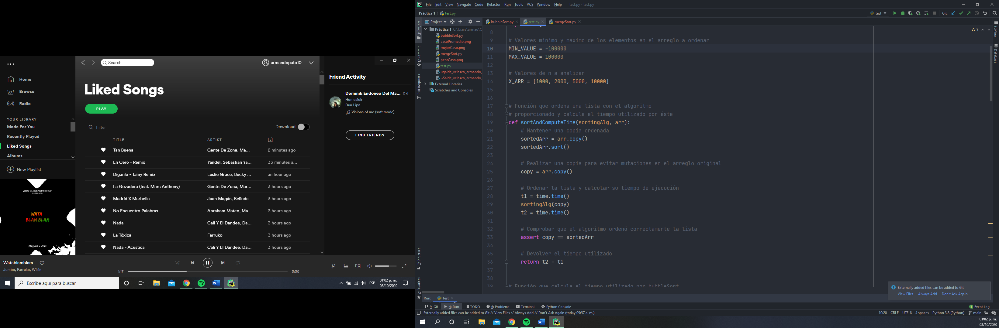 Search
armandopato10
Home
Browse
Radio
YOUR LIBRARY
Made For You
Recently Played
Liked Songs
Albums
New Playlist
JUMBO "EL QUE PRODUCE SOLO"
PRESENTA:
WATA
BLAM BLAM
FARRUKO X WISIN
Liked Songs
PLAY
Filter
Download
TITLE ARTIST
Tan Buena Gente De Zona, Ma... 2 minutes ago
En Cero - Remix Yandel, Sebastian Ya... 33 minutes a...
Díganle - Tainy Remix Leslie Grace, Becky ... an hour ago
La Gozadera (feat. Marc Anthony) Gente De Zona, Mar... 3 hours ago
Madrid X Marbella Juan Magán, Belinda 3 hours ago
No Encuentro Palabras Abraham Mateo, Ma... 3 hours ago
Nada Cali Y El Dandee, Da... 3 hours ago
La Tóxica Farruko 3 hours ago
Nada - Acústica Cali Y El Dandee, Da... 3 hours ago
Friend Activity
Dominik Endoneo Del Ma... 2 d
Homesick
Dua Lipa
Visions of me (soft mode)
FIND FRIENDS
Watablamblam
Jumbo, Farruko, Wisin
1:17 3:30
Escribe aquí para buscar
ESP
01:02 p. m.
03/10/2020
PC
File Edit View Navigate Code Refactor Run Tools VCS Window Help test.py - test.py
Práctica 1 test.py
test
Git:
Project
bubbleSort.py
test.py
mergeSort.py
1: Project
0: Commit
Pull Requests
7: Structure
2: Favorites
Práctica 1 C:\Users\armau\O
bubbleSort.py
casoPromedio.png
mejorCaso.png
mergeSort.py
peorCaso.png
test.py
ugalde_velasco_armando_
~$alde_velasco_armando_
External Libraries
Scratches and Consoles
3
SciView
Database
8
9 # Valores mínimo y máximo de los elementos en el arreglo a ordenar
10 MIN_VALUE = -100000
11 MAX_VALUE = 100000
12
13 # Valores de n a analizar
14 X_ARR = [1000, 2000, 5000, 10000]
15
16
17 # Función que ordena una lista con el algoritmo
18 # proporcionado y calcula el tiempo utilizado por éste
19 def sortAndComputeTime(sortingAlg, arr):
20 # Mantener una copia ordenada
21 sortedArr = arr.copy()
22 sortedArr.sort()
23
24 # Realizar una copia para evitar mutaciones en el arreglo original
25 copy = arr.copy()
26
27 # Ordenar la lista y calcular su tiempo de ejecución
28 t1 = time.time()
29 sortingAlg(copy)
30 t2 = time.time()
31
32 # Comprobar que el algoritmo ordenó correctamente la lista
33 assert copy == sortedArr
34
35 # Devolver el tiempo utilizado
36 return t2 - t1
37
38
39 # Función que calcula el tiempo utilizado por bubbleSort
Externally added files can be added to Git
View Files Always Add Don't Ask Again
Run: test
9: Git 4: Run TODO 6: Problems Terminal Python Console
1 Event Log
Externally added files can be added to Git // View Files // Always Add // Don't Ask Again (today 09:57 a. m.)
10:20 CRLF UTF-8 4 spaces Python 3.8 (Python) main
01:02 p. m.
03/10/2020